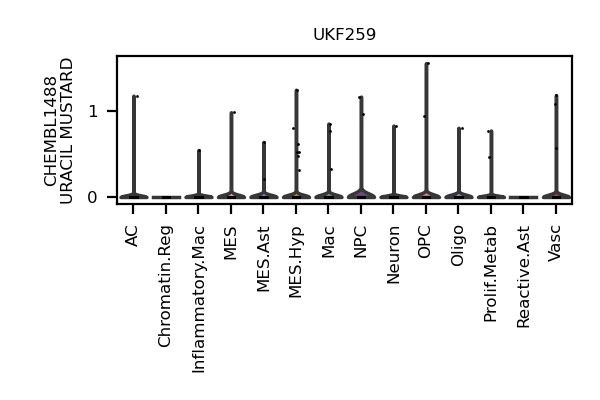 UKF259
CHEMBL1488
URACIL MUSTARD
1
0
AC
Chromatin.Reg
Inflammatory.Mac
MES
MES.Ast
MES.Hyp
Mac
NPC
Neuron
OPC
Oligo
Prolif.Metab
Reactive.Ast
Vasc